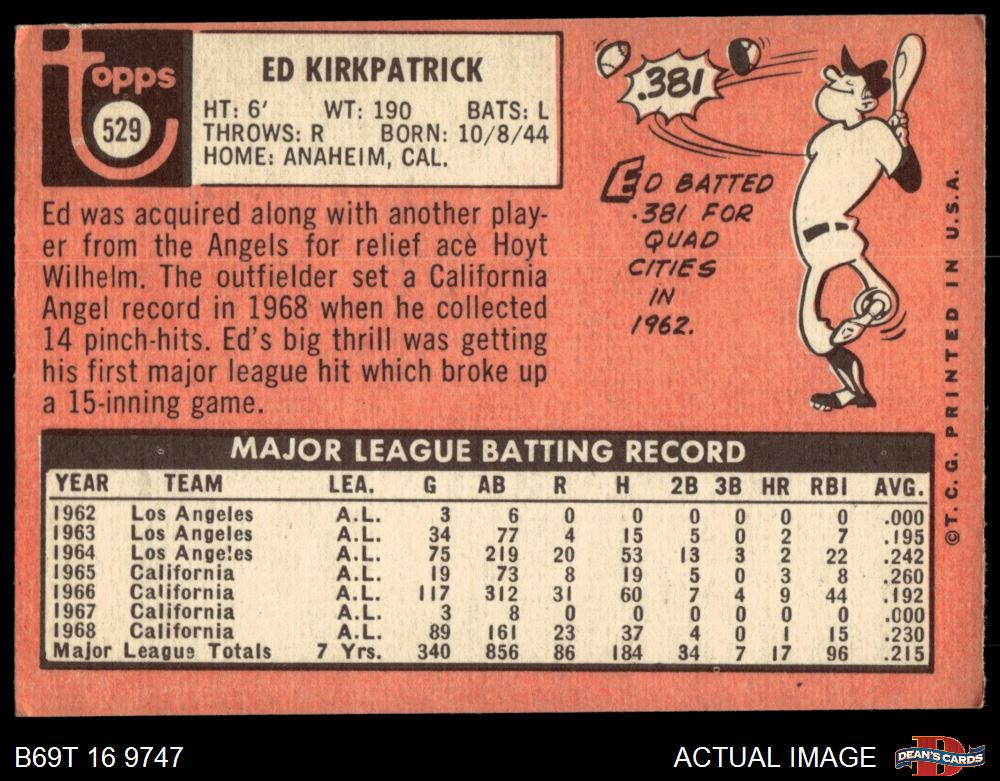 topps
529
ED KIRKPATRICK
HT: 6' WT: 190 BATS: L
THROWS: R BORN: 10/8/44
HOME: ANAHEIM, CAL.
Ed was acquired along with another play-
er from the Angels for relief ace Hoyt
Wilhelm. The outfielder set a California
Angel record in 1968 when he collected
14 pinch-hits. Ed's big thrill was getting
his first major league hit which broke up
a 15-inning game.
.381
ED BATTED
.381 FOR
QUAD
CITIES
IN
1962.
©T. C. G. PRINTED IN U.S.A.
MAJOR LEAGUE BATTING RECORD
YEAR TEAM LEA. G AB R H 2B 3B HR RBI AVG.
1962 Los Angeles A.L. 3 6 0 0 0 0 0 0 .000
1963 Los Angeles A.L. 34 77 4 15 5 0 2 7 .195
1964 Los Angeles A.L. 75 219 20 53 13 3 2 22 .242
1965 California A.L. 19 73 8 19 5 0 3 8 .260
1966 California A.L. 117 312 31 60 7 4 9 44 .192
1967 California A.L. 3 8 0 0 0 0 0 0 .000
1968 California A.L. 89 161 23 37 4 0 1 15 .230
Major League Totals 7 Yrs. 340 856 86 184 34 7 17 96 .215
B69T 16 9747
ACTUAL IMAGE
D
DEAN'S CARDS